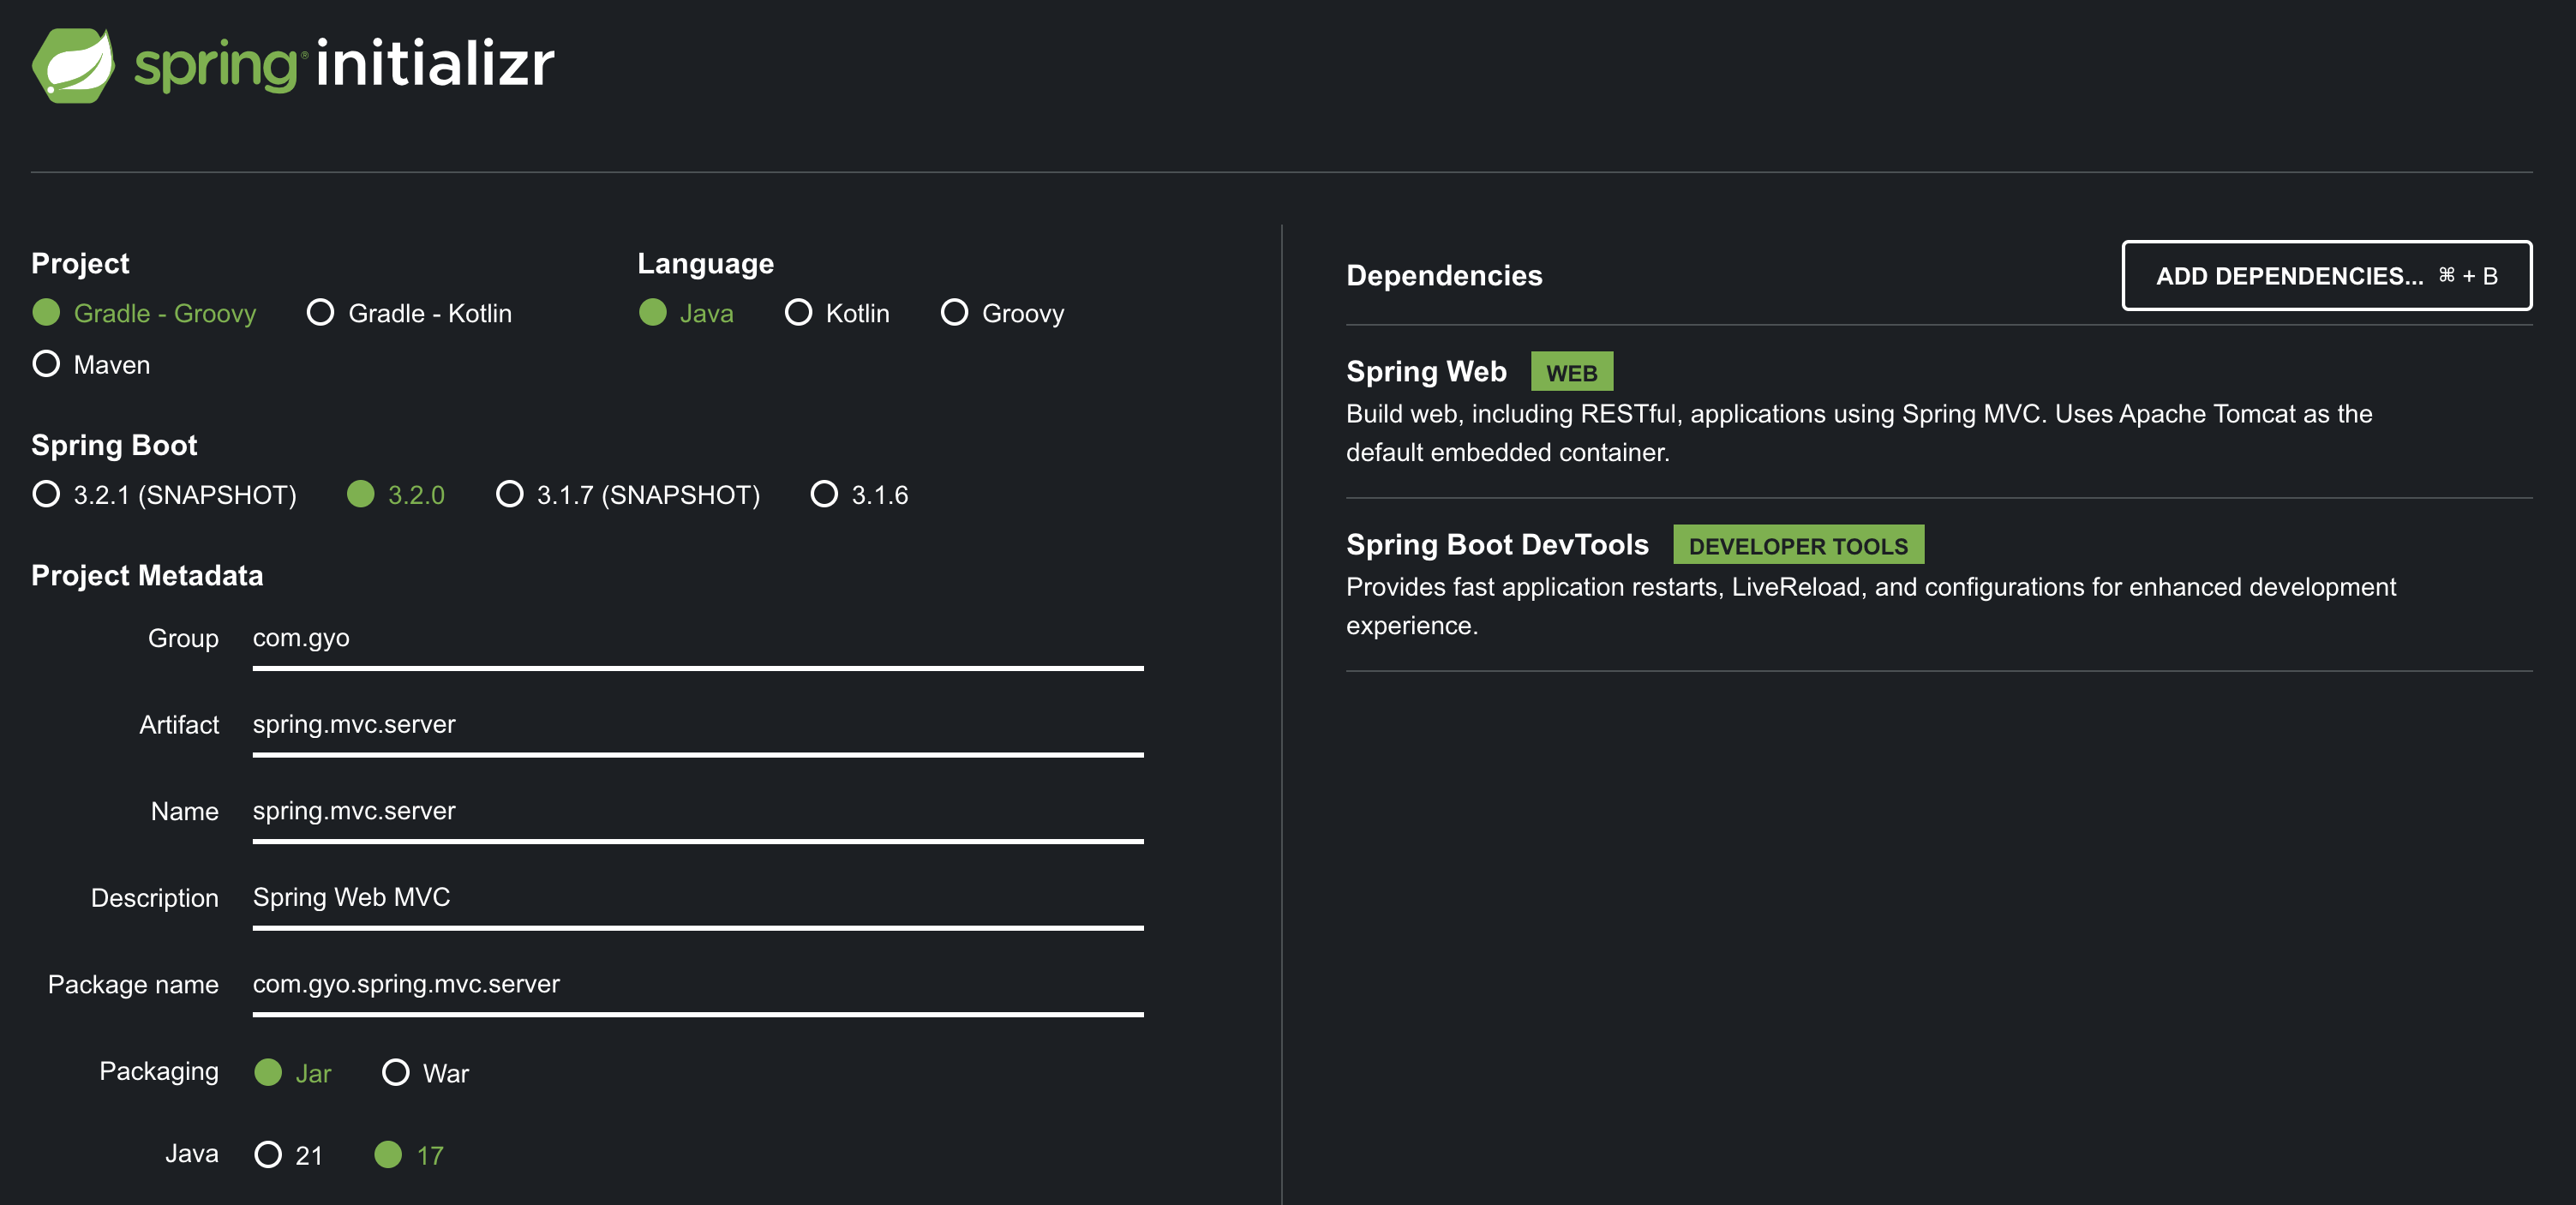 spring initializr
Project
Gradle - Groovy Gradle - Kotlin
Maven
Language
Java Kotlin Groovy
Spring Boot
3.2.1 (SNAPSHOT) 3.2.0 3.1.7 (SNAPSHOT) 3.1.6
Project Metadata
Group com.gyo
Artifact spring.mvc.server
Name spring.mvc.server
Description Spring Web MVC
Package name com.gyo.spring.mvc.server
Packaging Jar War
Java 21 17
Dependencies
ADD DEPENDENCIES... ⌘ + B
Spring Web WEB
Build web, including RESTful, applications using Spring MVC. Uses Apache Tomcat as the
default embedded container.
Spring Boot DevTools DEVELOPER TOOLS
Provides fast application restarts, LiveReload, and configurations for enhanced development
experience.